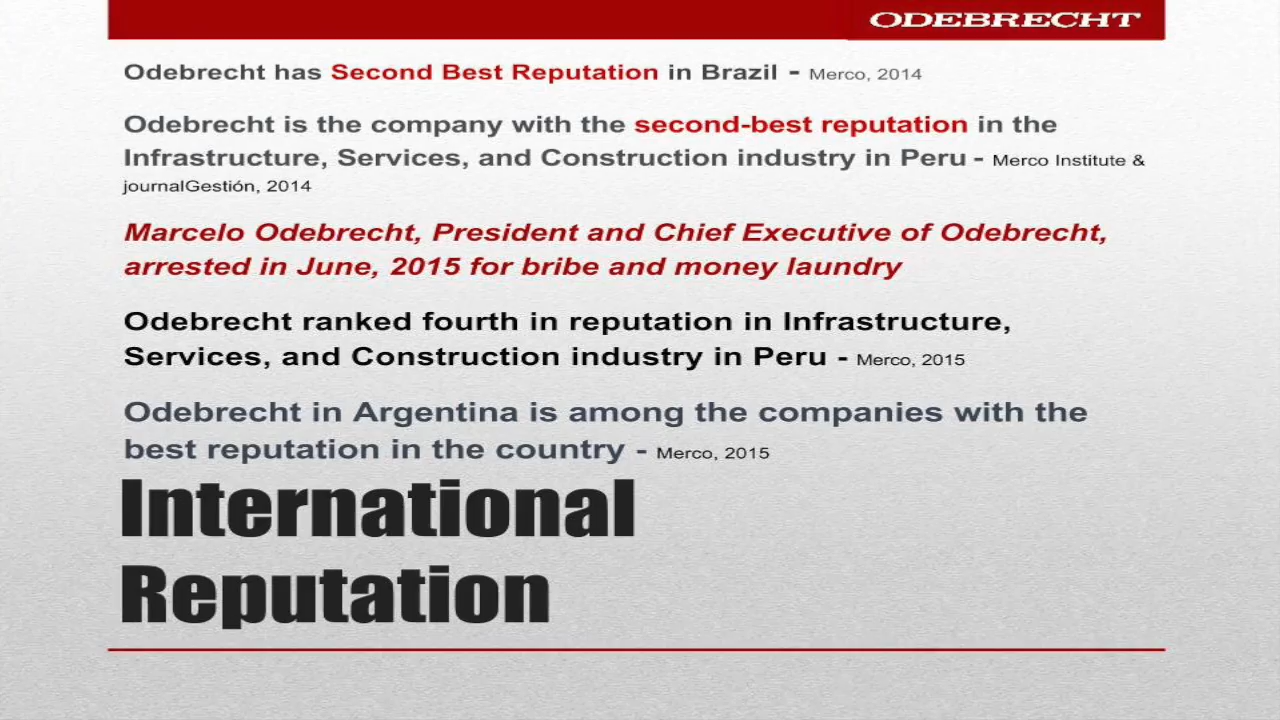 ODEBRECHT
Odebrecht has Second Best Reputation in Brazil - Merco, 2014
Odebrecht is the company with the second-best reputation in the
Infrastructure, Services, and Construction industry in Peru - Merco Institute &
journalGestión, 2014
Marcelo Odebrecht, President and Chief Executive of Odebrecht,
arrested in June, 2015 for bribe and money laundry
Odebrecht ranked fourth in reputation in Infrastructure,
Services, and Construction industry in Peru - Merco, 2015
Odebrecht in Argentina is among the companies with the
best reputation in the country - Merco, 2015
International
Reputation